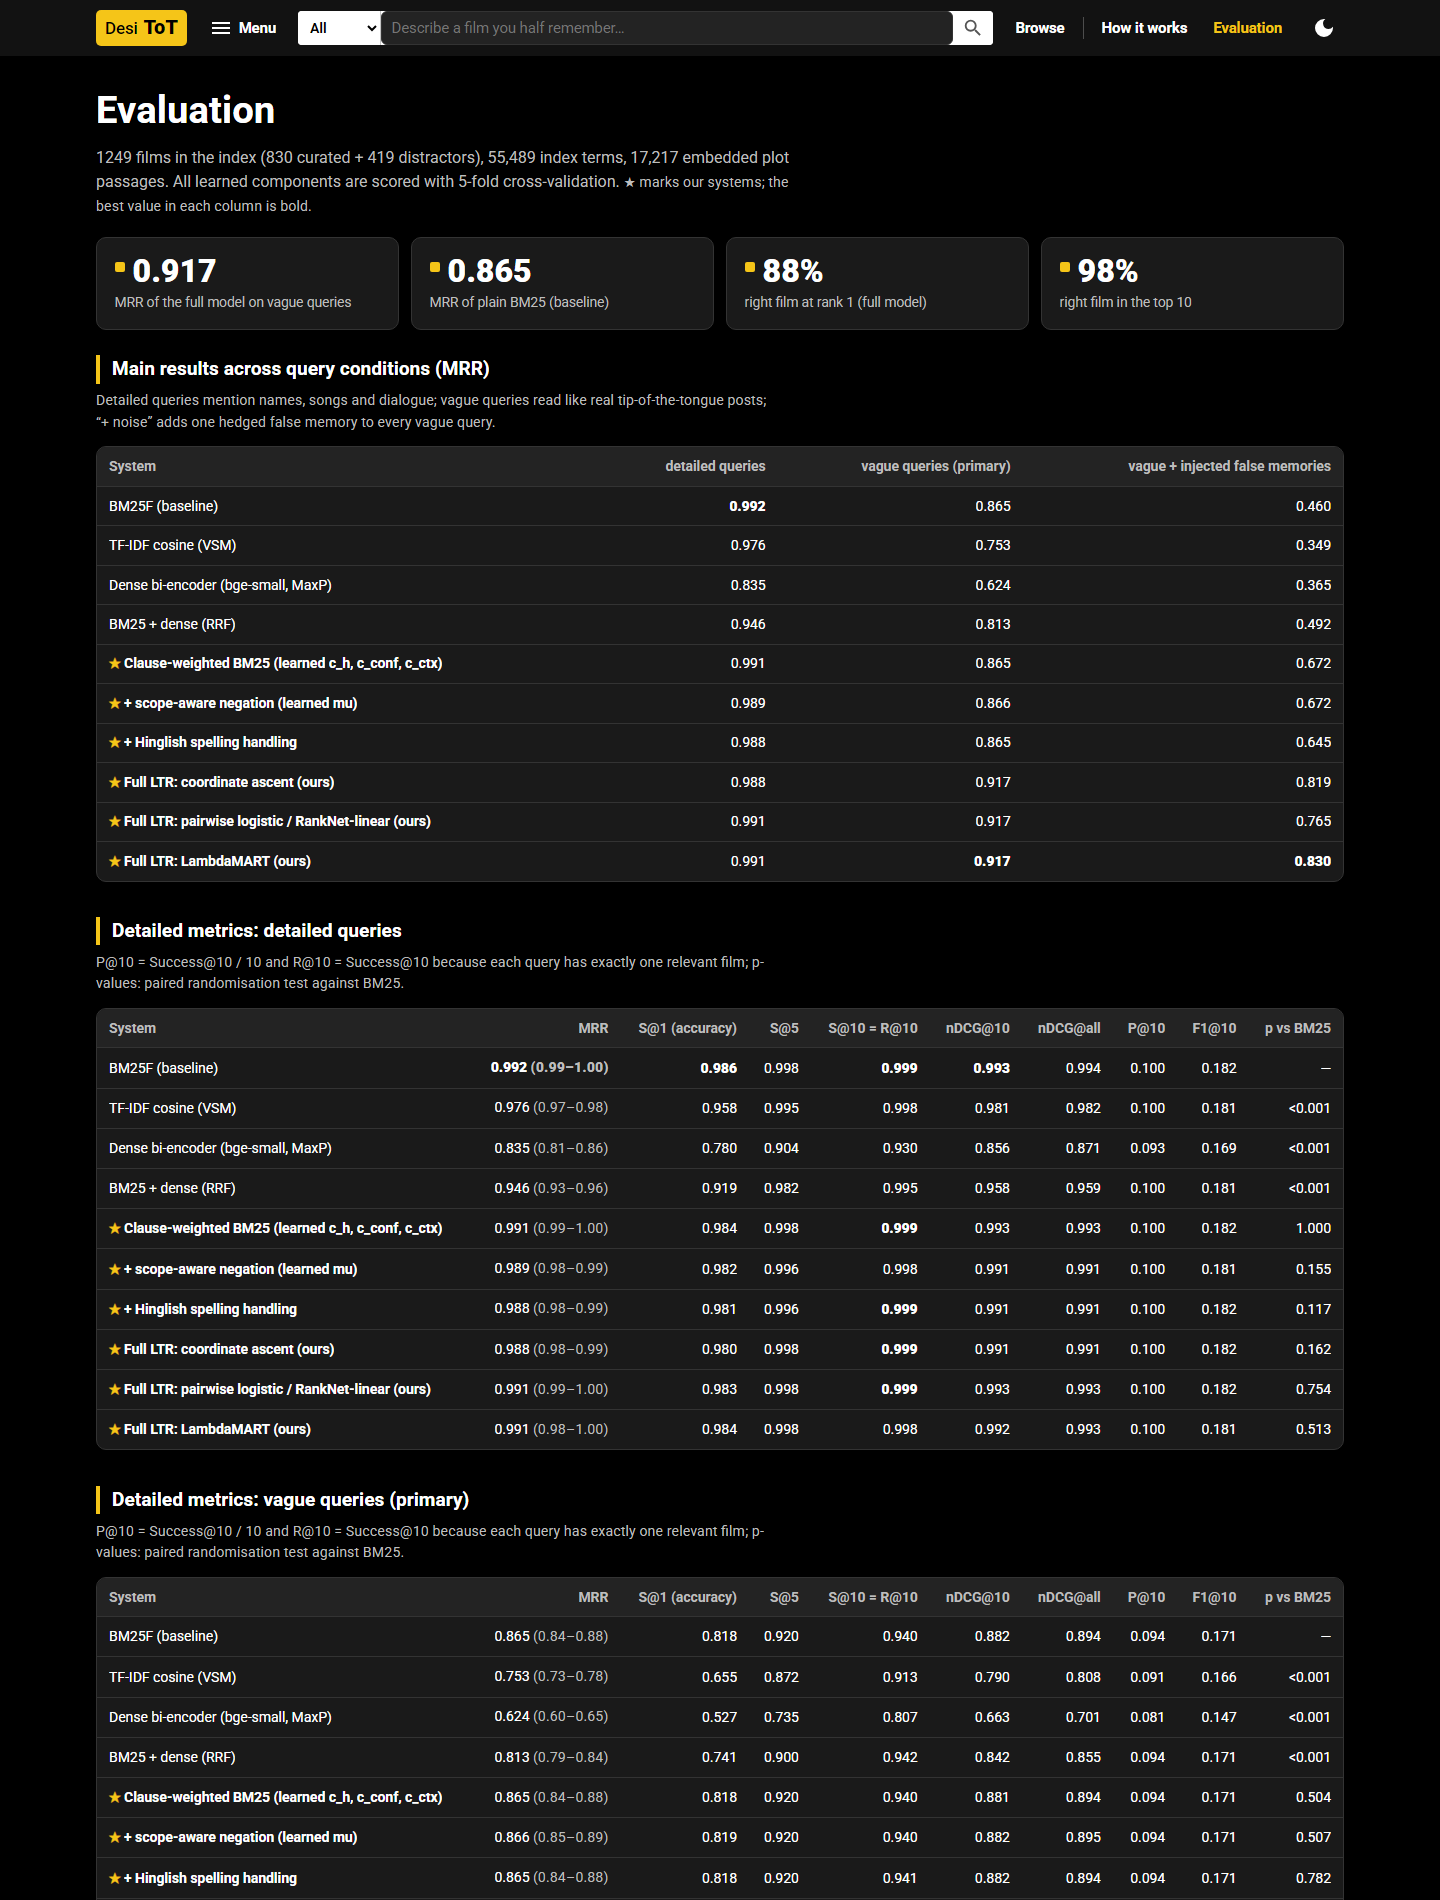 Desi ToT Menu All Describe a film you half remember... Browse How it works Evaluation
Evaluation
1249 films in the index (830 curated + 419 distractors), 55,489 index terms, 17,217 embedded plot
passages. All learned components are scored with 5-fold cross-validation. ★ marks our systems; the
best value in each column is bold.
0.917 0.865 88% 98%
MRR of the full model on vague queries MRR of plain BM25 (baseline) right film at rank 1 (full model) right film in the top 10
Main results across query conditions (MRR)
Detailed queries mention names, songs and dialogue; vague queries read like real tip-of-the-tongue posts;
“+ noise” adds one hedged false memory to every vague query.
System detailed queries vague queries (primary) vague + injected false memories
BM25F (baseline) 0.992 0.865 0.460
TF-IDF cosine (VSM) 0.976 0.753 0.349
Dense bi-encoder (bge-small, MaxP) 0.835 0.624 0.365
BM25 + dense (RRF) 0.946 0.813 0.492
★ Clause-weighted BM25 (learned c_h, c_conf, c_ctx) 0.991 0.865 0.672
★ + scope-aware negation (learned mu) 0.989 0.866 0.672
★ + Hinglish spelling handling 0.988 0.865 0.645
★ Full LTR: coordinate ascent (ours) 0.988 0.917 0.819
★ Full LTR: pairwise logistic / RankNet-linear (ours) 0.991 0.917 0.765
★ Full LTR: LambdaMART (ours) 0.991 0.917 0.830
Detailed metrics: detailed queries
P@10 = Success@10 / 10 and R@10 = Success@10 because each query has exactly one relevant film; p-
values: paired randomisation test against BM25.
System MRR S@1 (accuracy) S@5 S@10 = R@10 nDCG@10 nDCG@all P@10 F1@10 p vs BM25
BM25F (baseline) 0.992 (0.99–1.00) 0.986 0.998 0.999 0.993 0.994 0.100 0.182 —
TF-IDF cosine (VSM) 0.976 (0.97–0.98) 0.958 0.995 0.998 0.981 0.982 0.100 0.181 <0.001
Dense bi-encoder (bge-small, MaxP) 0.835 (0.81–0.86) 0.780 0.904 0.930 0.856 0.871 0.093 0.169 <0.001
BM25 + dense (RRF) 0.946 (0.93–0.96) 0.919 0.982 0.995 0.958 0.959 0.100 0.181 <0.001
★ Clause-weighted BM25 (learned c_h, c_conf, c_ctx) 0.991 (0.99–1.00) 0.984 0.998 0.999 0.993 0.993 0.100 0.182 1.000
★ + scope-aware negation (learned mu) 0.989 (0.98–0.99) 0.982 0.996 0.998 0.991 0.991 0.100 0.181 0.155
★ + Hinglish spelling handling 0.988 (0.98–0.99) 0.981 0.996 0.999 0.991 0.991 0.100 0.182 0.117
★ Full LTR: coordinate ascent (ours) 0.988 (0.98–0.99) 0.980 0.998 0.999 0.991 0.991 0.100 0.182 0.162
★ Full LTR: pairwise logistic / RankNet-linear (ours) 0.991 (0.99–1.00) 0.983 0.998 0.999 0.993 0.993 0.100 0.182 0.754
★ Full LTR: LambdaMART (ours) 0.991 (0.98–1.00) 0.984 0.998 0.998 0.992 0.993 0.100 0.181 0.513
Detailed metrics: vague queries (primary)
P@10 = Success@10 / 10 and R@10 = Success@10 because each query has exactly one relevant film; p-
values: paired randomisation test against BM25.
System MRR S@1 (accuracy) S@5 S@10 = R@10 nDCG@10 nDCG@all P@10 F1@10 p vs BM25
BM25F (baseline) 0.865 (0.84–0.88) 0.818 0.920 0.940 0.882 0.894 0.094 0.171 —
TF-IDF cosine (VSM) 0.753 (0.73–0.78) 0.655 0.872 0.913 0.790 0.808 0.091 0.166 <0.001
Dense bi-encoder (bge-small, MaxP) 0.624 (0.60–0.65) 0.527 0.735 0.807 0.663 0.701 0.081 0.147 <0.001
BM25 + dense (RRF) 0.813 (0.79–0.84) 0.741 0.900 0.942 0.842 0.855 0.094 0.171 <0.001
★ Clause-weighted BM25 (learned c_h, c_conf, c_ctx) 0.865 (0.84–0.88) 0.818 0.920 0.940 0.881 0.894 0.094 0.171 0.504
★ + scope-aware negation (learned mu) 0.866 (0.85–0.89) 0.819 0.920 0.940 0.882 0.895 0.094 0.171 0.507
★ + Hinglish spelling handling 0.865 (0.84–0.88) 0.818 0.920 0.941 0.882 0.894 0.094 0.171 0.782